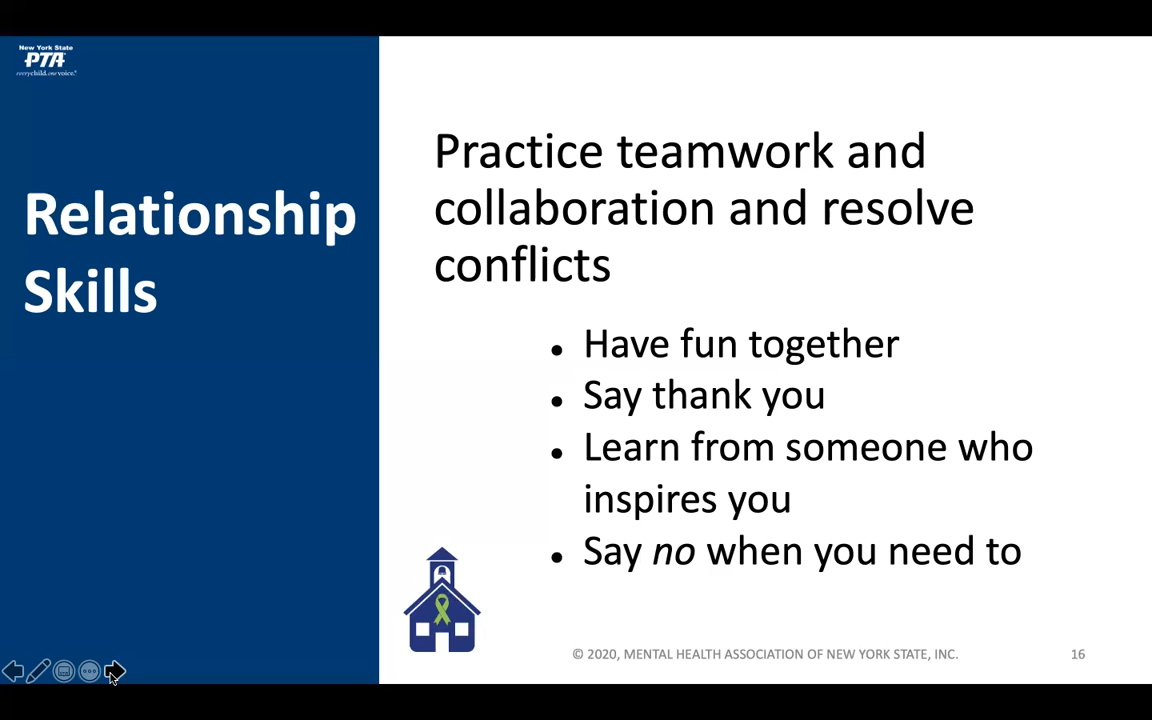 New York State
PTA
everychild.onevoice.®
Relationship
Skills
Practice teamwork and
collaboration and resolve
conflicts
• Have fun together
• Say thank you
• Learn from someone who
inspires you
• Say no when you need to
© 2020, MENTAL HEALTH ASSOCIATION OF NEW YORK STATE, INC.
16